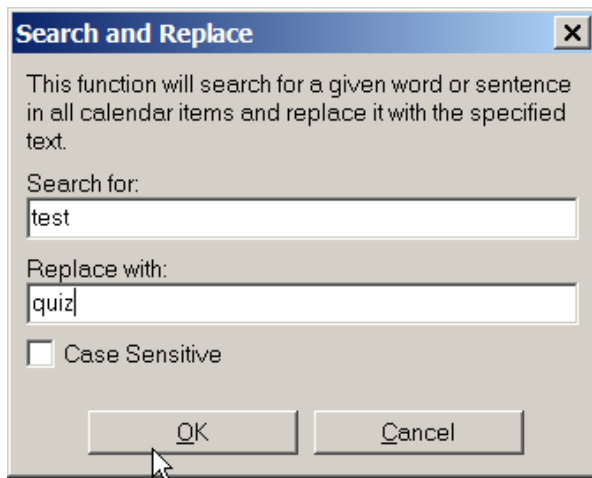 Search and Replace
This function will search for a given word or sentence
in all calendar items and replace it with the specified
text.
Search for:
test
Replace with:
quiz
Case Sensitive
OK
Cancel